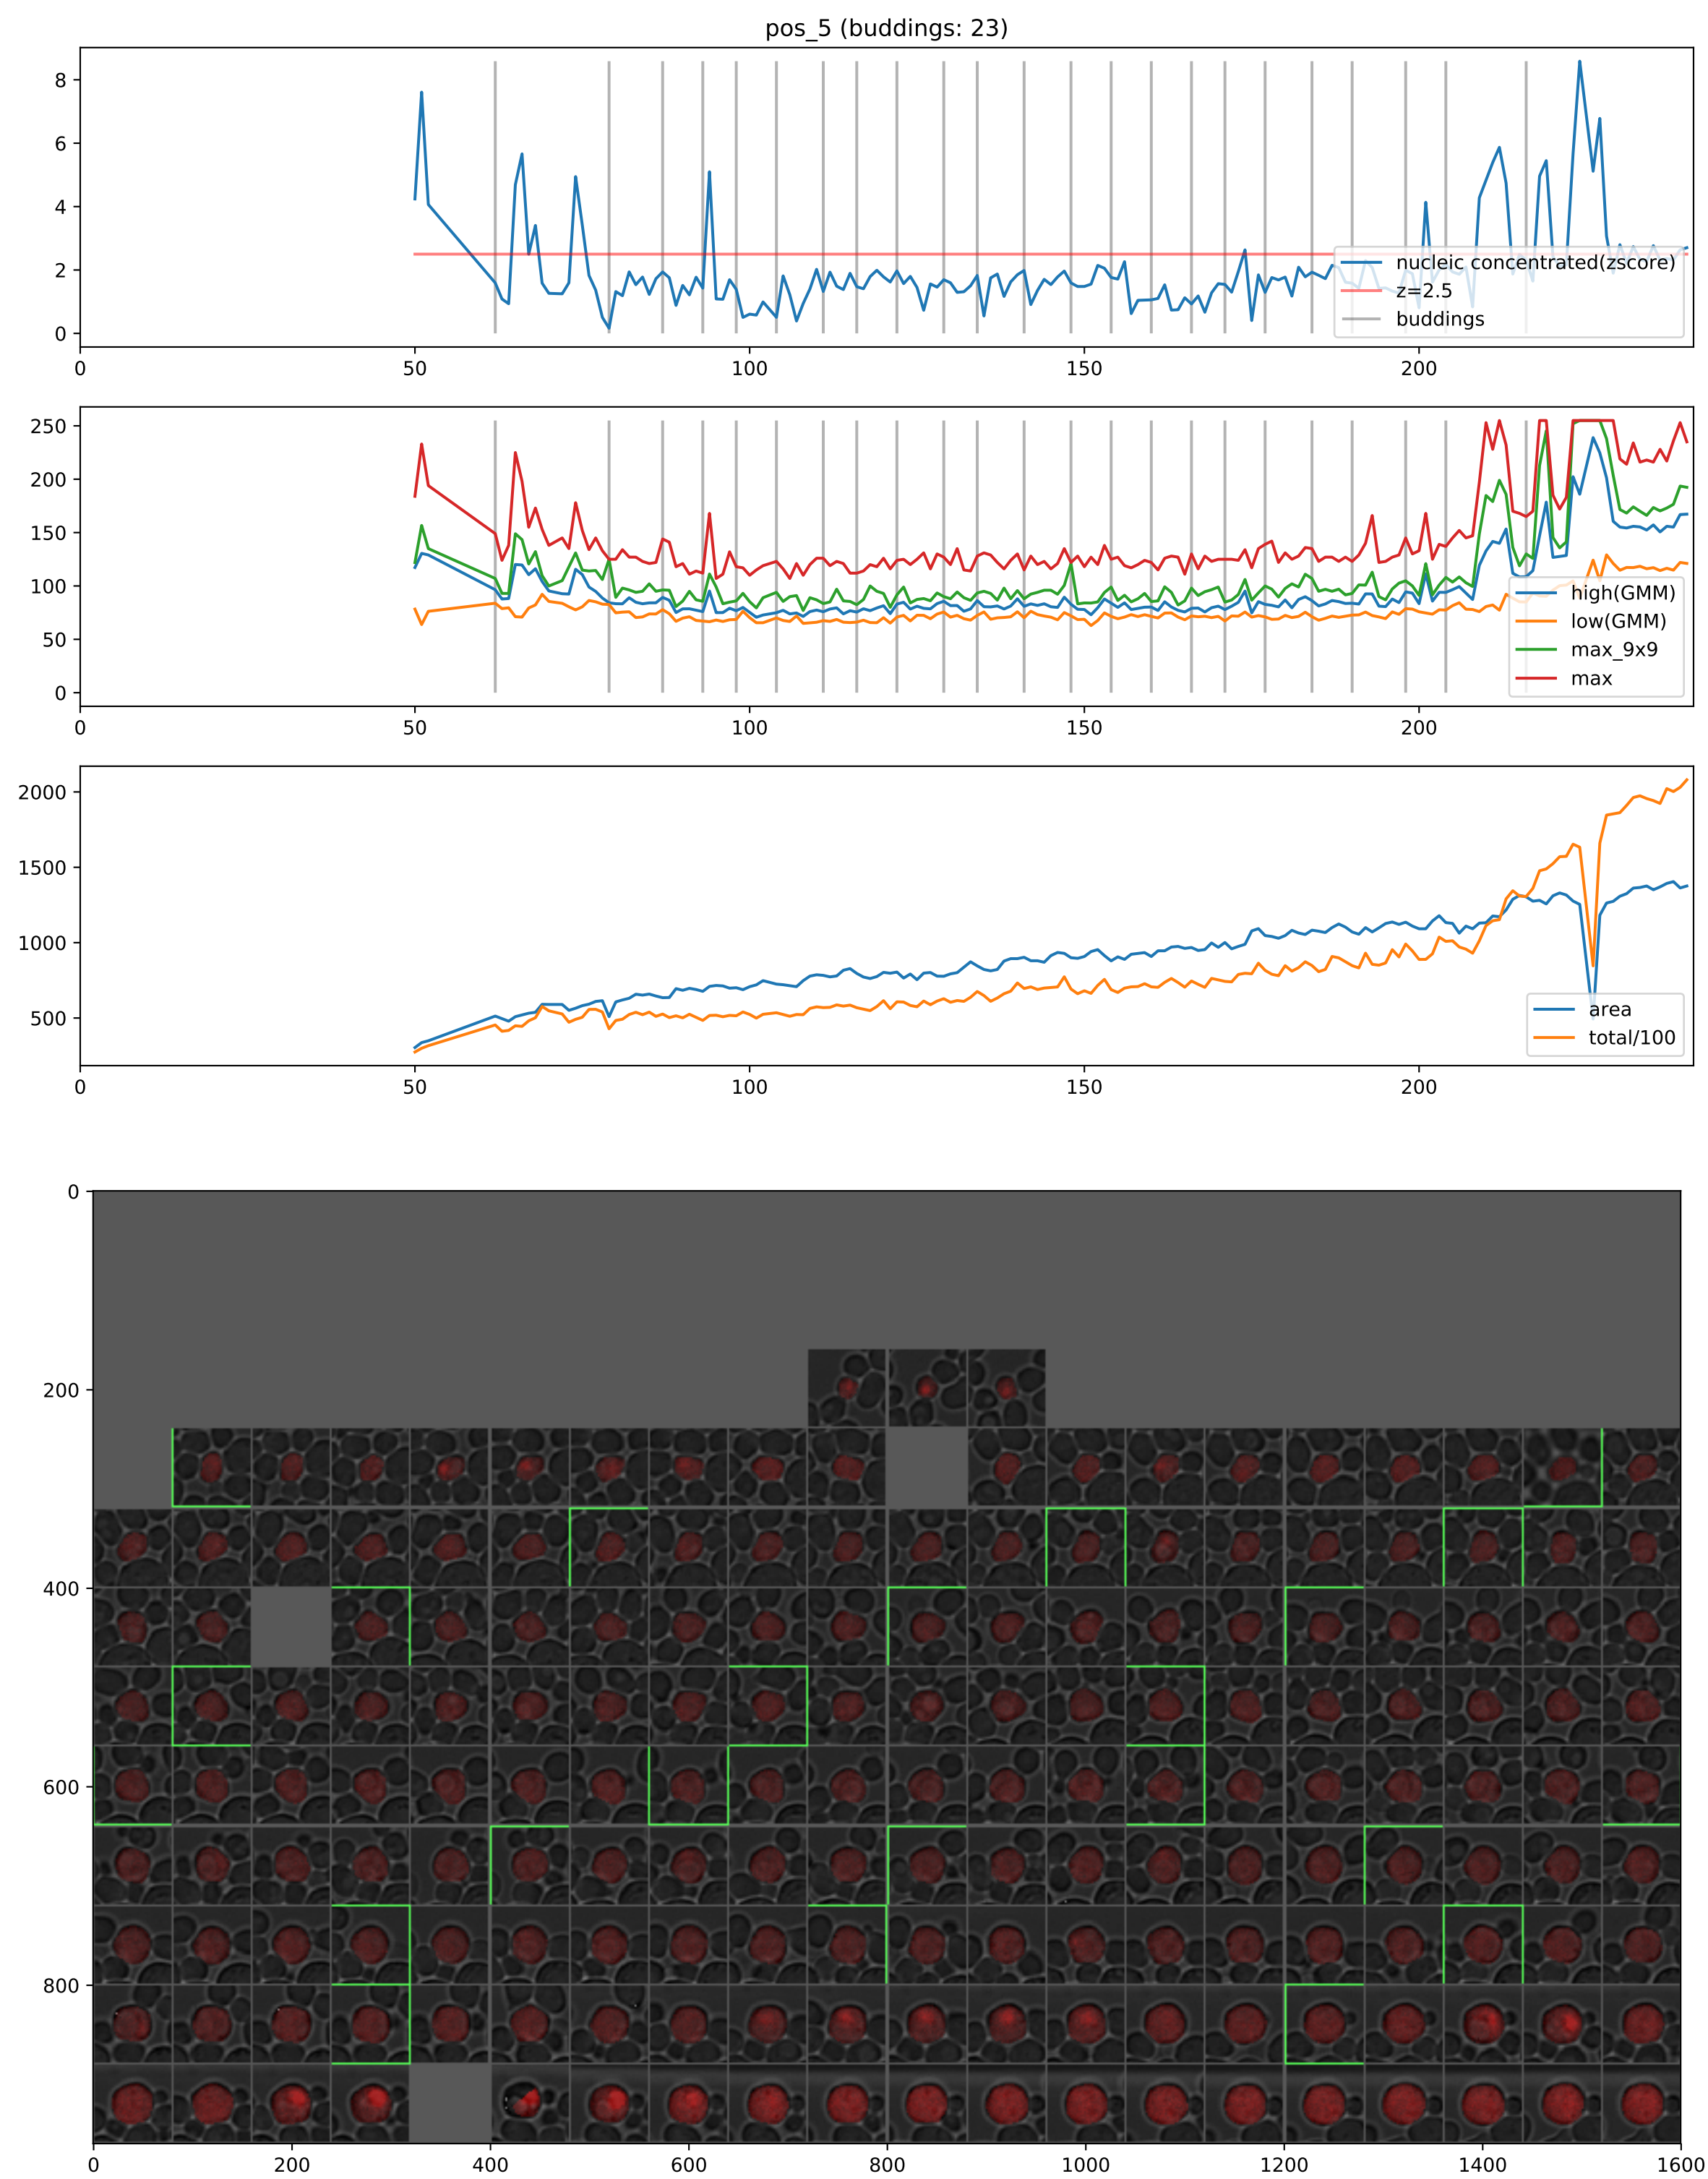 pos_5 (buddings: 23)
8
6
4
2
0
nucleic concentrated(zscore)
z=2.5
buddings
0 50 100 150 200
250
200
150
100
50
0
high(GMM)
low(GMM)
max_9x9
max
0 50 100 150 200
2000
1500
1000
500
area
total/100
0 50 100 150 200
0
200
400
600
800
0 200 400 600 800 1000 1200 1400 1600